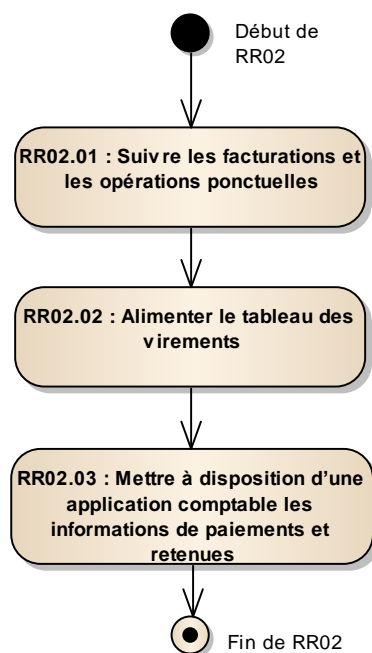 Début de
RR02
RR02.01 : Suivre les facturations et
les opérations ponctuelles
RR02.02 : Alimenter le tableau des
virements
RR02.03 : Mettre à disposition d’une
application comptable les
informations de paiements et
retenues
Fin de RR02